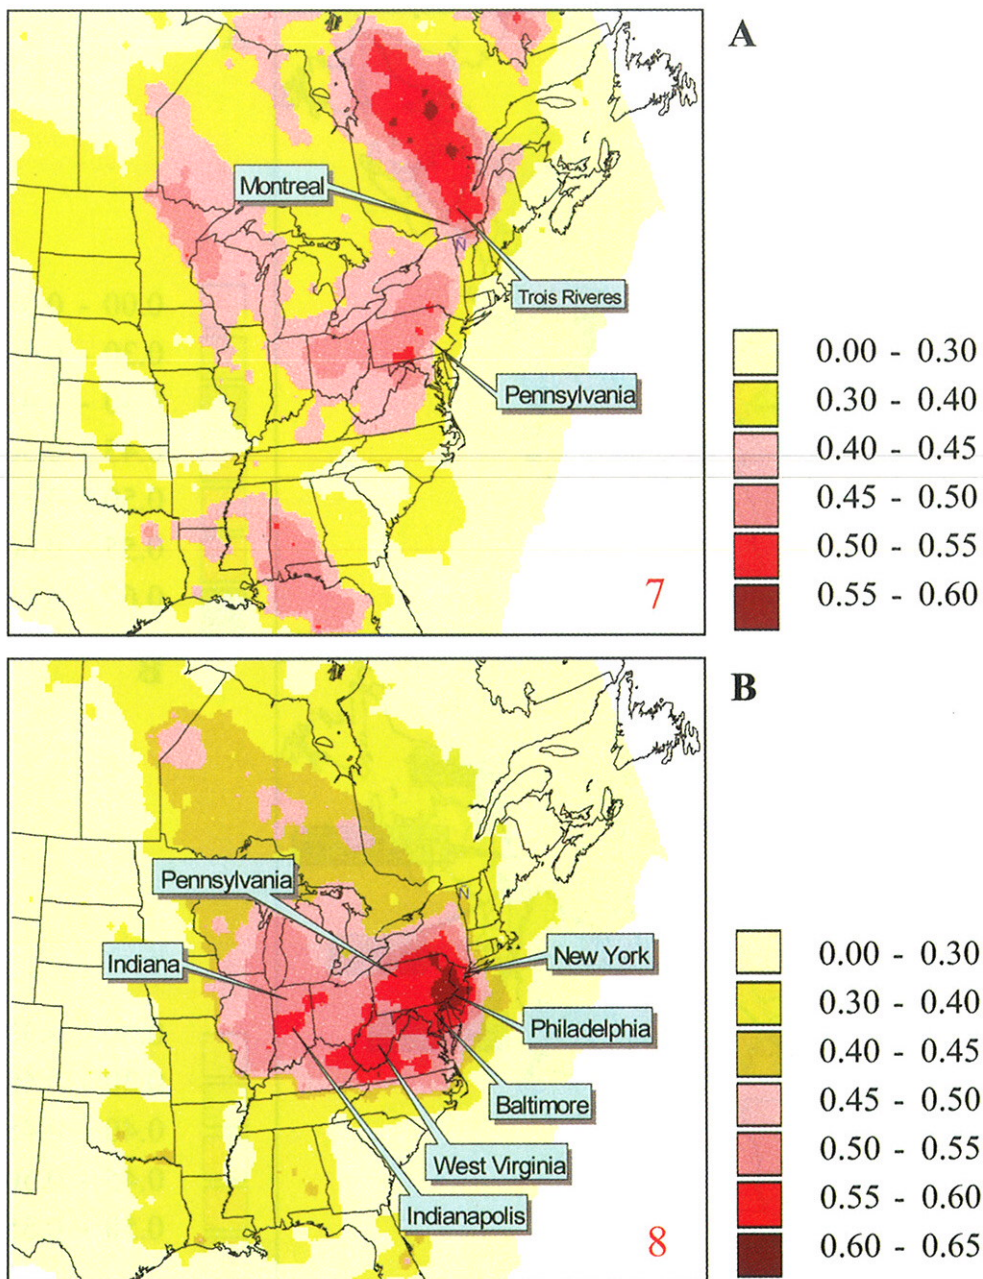 A
Montreal
N
Trois Riveres
Pennsylvania
7
0.00 - 0.30
0.30 - 0.40
0.40 - 0.45
0.45 - 0.50
0.50 - 0.55
0.55 - 0.60
B
Pennsylvania
N
Indiana
New York
Philadelphia
Baltimore
West Virginia
Indianapolis
8
0.00 - 0.30
0.30 - 0.40
0.40 - 0.45
0.45 - 0.50
0.50 - 0.55
0.55 - 0.60
0.60 - 0.65